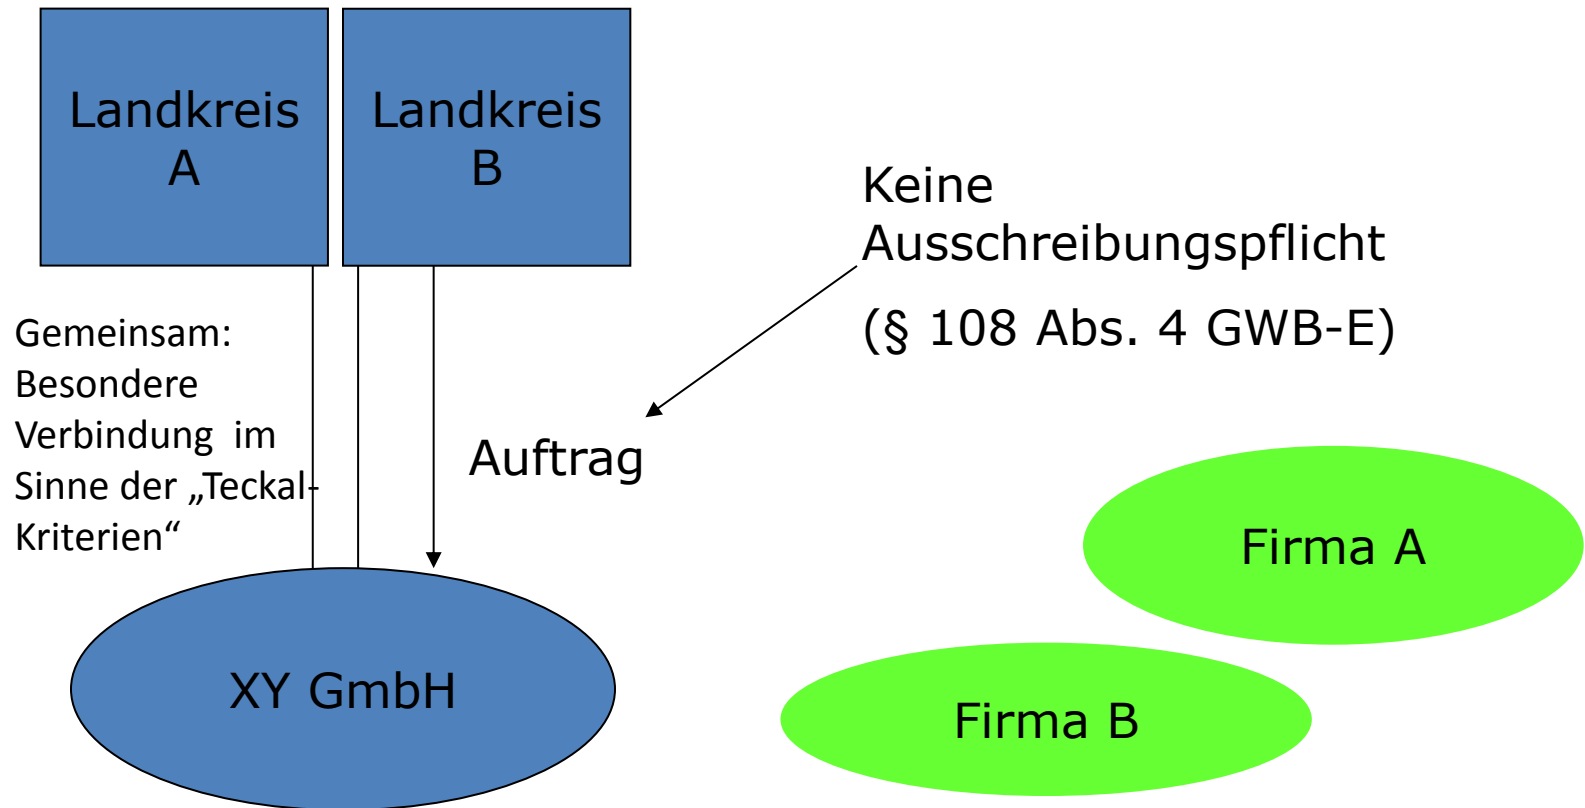 Landkreis
A
Landkreis
B
Keine
Ausschreibungspflicht
(§ 108 Abs. 4 GWB-E)
Gemeinsam:
Besondere
Verbindung  im
Sinne der „Teckal-
Kriterien“
Auftrag
Firma A
XY GmbH
Firma B